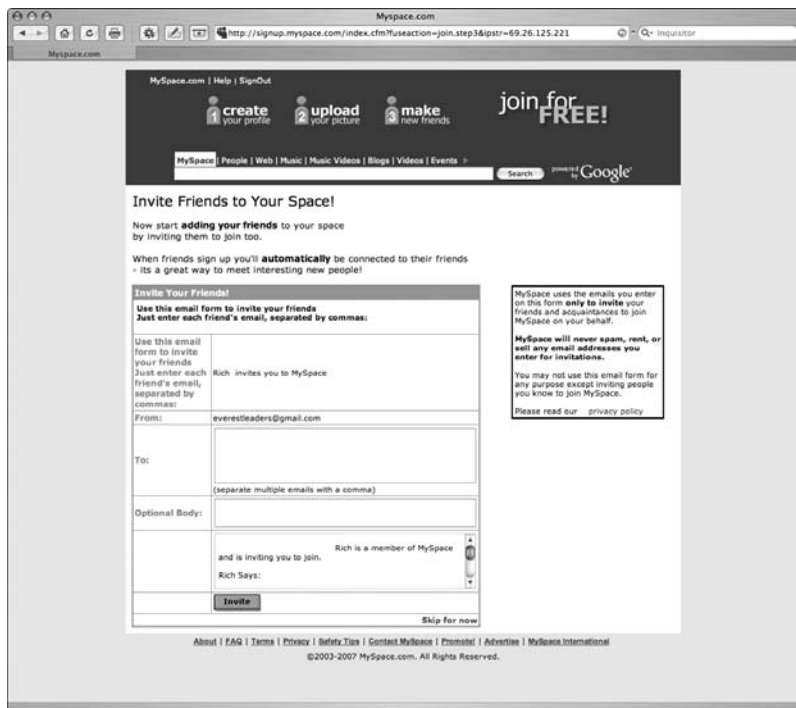 Myspace.com
http://signup.myspace.com/index.cfm?fuseaction=join.step3&ipstr=69.26.125.221
Inquisitor
Myspace.com
MySpace.com | Help | SignOut
1 create your profile
2 upload your picture
3 make new friends
join for FREE!
MySpace | People | Web | Music | Music Videos | Blogs | Videos | Events
Search powered by Google
Invite Friends to Your Space!
Now start adding your friends to your space
by inviting them to join too.
When friends sign up you'll automatically be connected to their friends
- its a great way to meet interesting new people!
Invite Your Friends!
Use this email form to invite your friends
Just enter each friend's email, separated by commas:
Use this email
form to invite
your friends
Just enter each
friend's email,
separated by
commas:
Rich invites you to MySpace
From: everestleaders@gmail.com
To:
(separate multiple emails with a comma)
Optional Body:
Rich is a member of MySpace
and is inviting you to join.
Rich Says:
Invite
Skip for now
MySpace uses the emails you enter
on this form only to invite your
friends and acquaintances to join
MySpace on your behalf.
MySpace will never spam, rent, or
sell any email addresses you
enter for invitations.
You may not use this email form for
any purpose except inviting people
you know to join MySpace.
Please read our privacy policy
About | FAQ | Terms | Privacy | Safety Tips | Contact MySpace | Promote! | Advertise | MySpace International
©2003-2007 MySpace.com. All Rights Reserved.